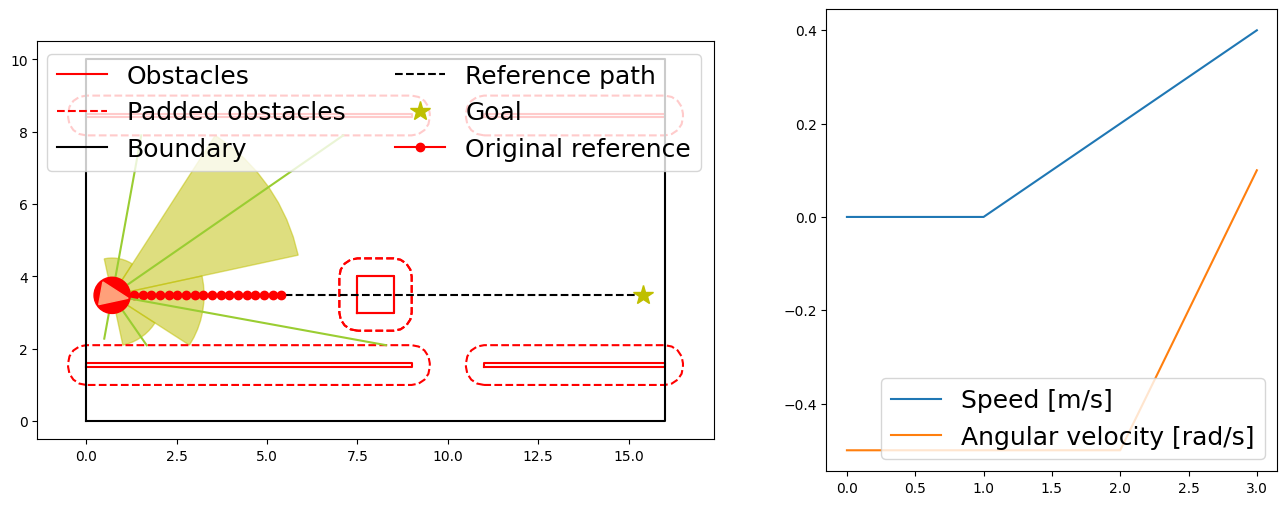 Obstacles
Padded obstacles
Boundary
Reference path
Goal
Original reference
10
8
6
4
2
0
0.0 2.5 5.0 7.5 10.0 12.5 15.0
0.4
0.2
0.0
−0.2
−0.4
Speed [m/s]
Angular velocity [rad/s]
0.0 0.5 1.0 1.5 2.0 2.5 3.0